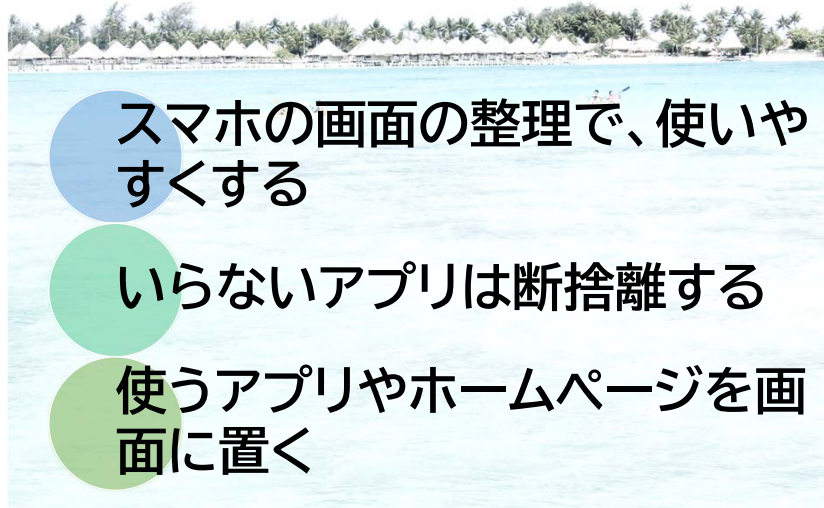 スマホの画面の整理で、使いや
すくする
いらないアプリは断捨離する
使うアプリやホームページを画
面に置く